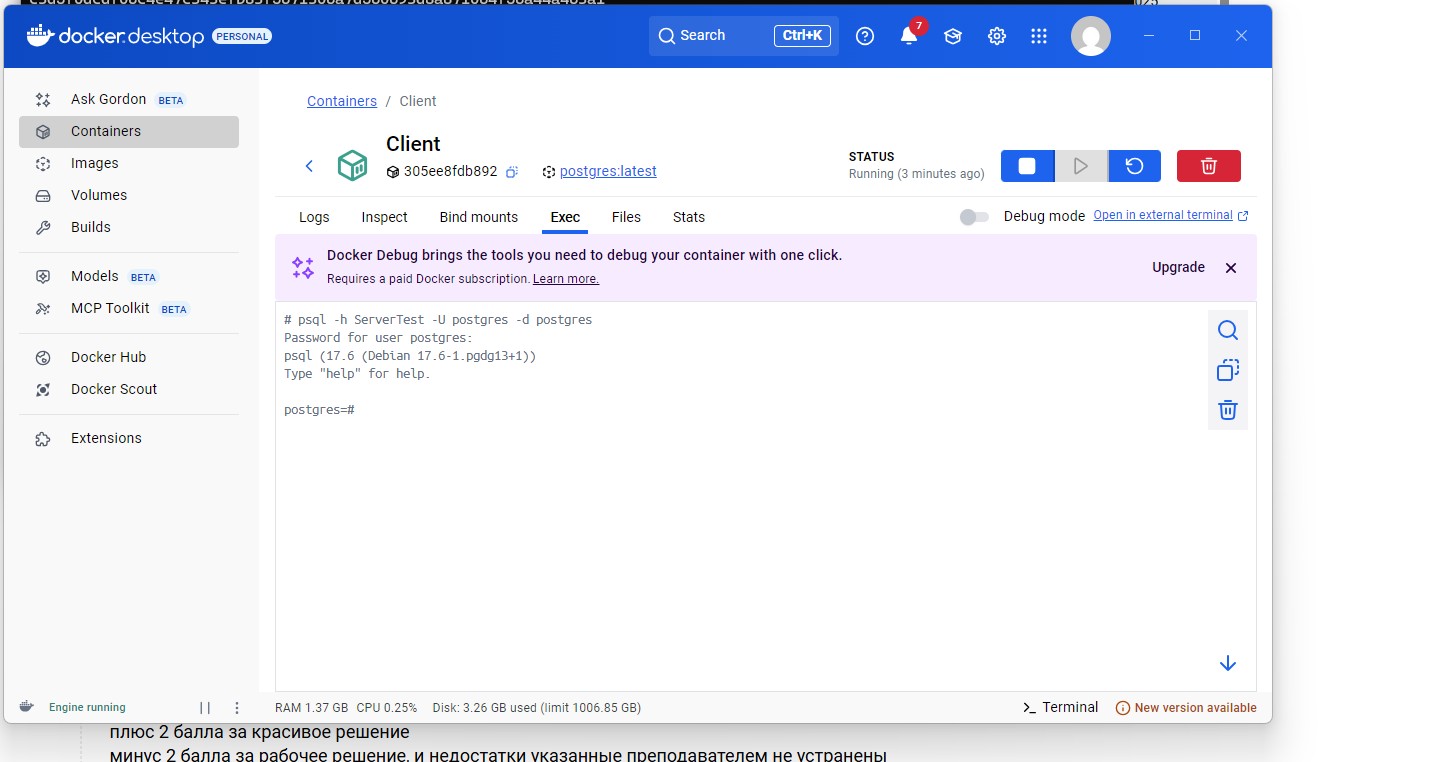 docker.desktop PERSONAL
Search Ctrl+K
7
Ask Gordon BETA
Containers
Images
Volumes
Builds
Models BETA
MCP Toolkit BETA
Docker Hub
Docker Scout
Extensions
Containers / Client
Client
305ee8fdb892 postgres:latest
STATUS
Running (3 minutes ago)
Logs Inspect Bind mounts Exec Files Stats
Debug mode Open in external terminal
Docker Debug brings the tools you need to debug your container with one click.
Requires a paid Docker subscription. Learn more.
Upgrade
# psql -h ServerTest -U postgres -d postgres
Password for user postgres:
psql (17.6 (Debian 17.6-1.pgdg13+1))
Type "help" for help.
postgres=#
Engine running
RAM 1.37 GB CPU 0.25% Disk: 3.26 GB used (limit 1006.85 GB)
Terminal New version available
плюс 2 балла за красивое решение
минус 2 балла за рабочее решение, и недостатки указанные преподавателем не устранены